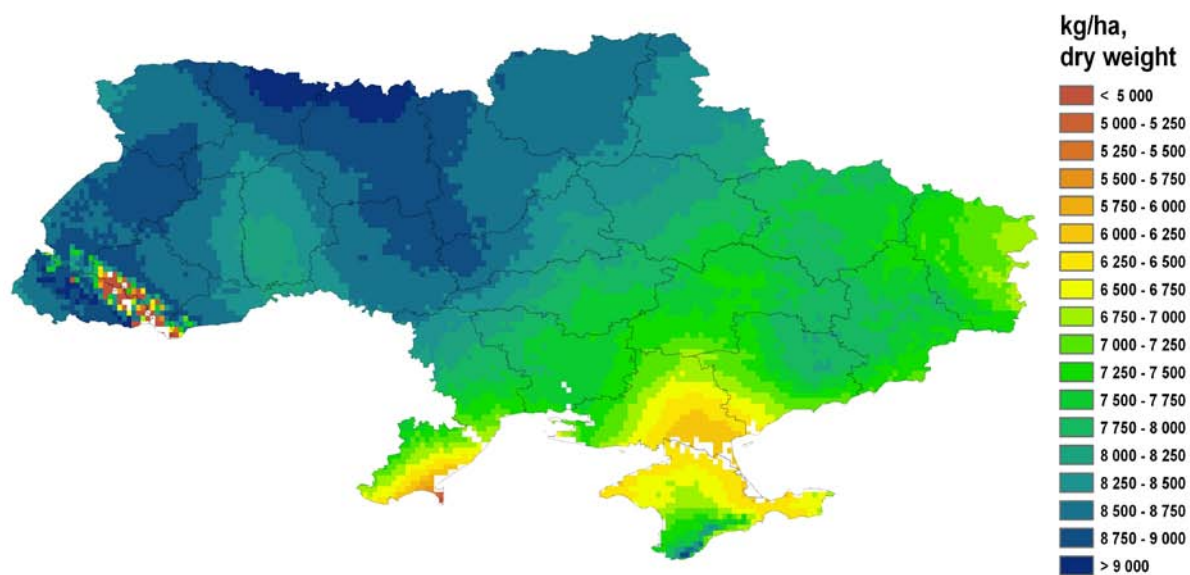 kg/ha,
dry weight
< 5 000
5 000 - 5 250
5 250 - 5 500
5 500 - 5 750
5 750 - 6 000
6 000 - 6 250
6 250 - 6 500
6 500 - 6 750
6 750 - 7 000
7 000 - 7 250
7 250 - 7 500
7 500 - 7 750
7 750 - 8 000
8 000 - 8 250
8 250 - 8 500
8 500 - 8 750
8 750 - 9 000
> 9 000